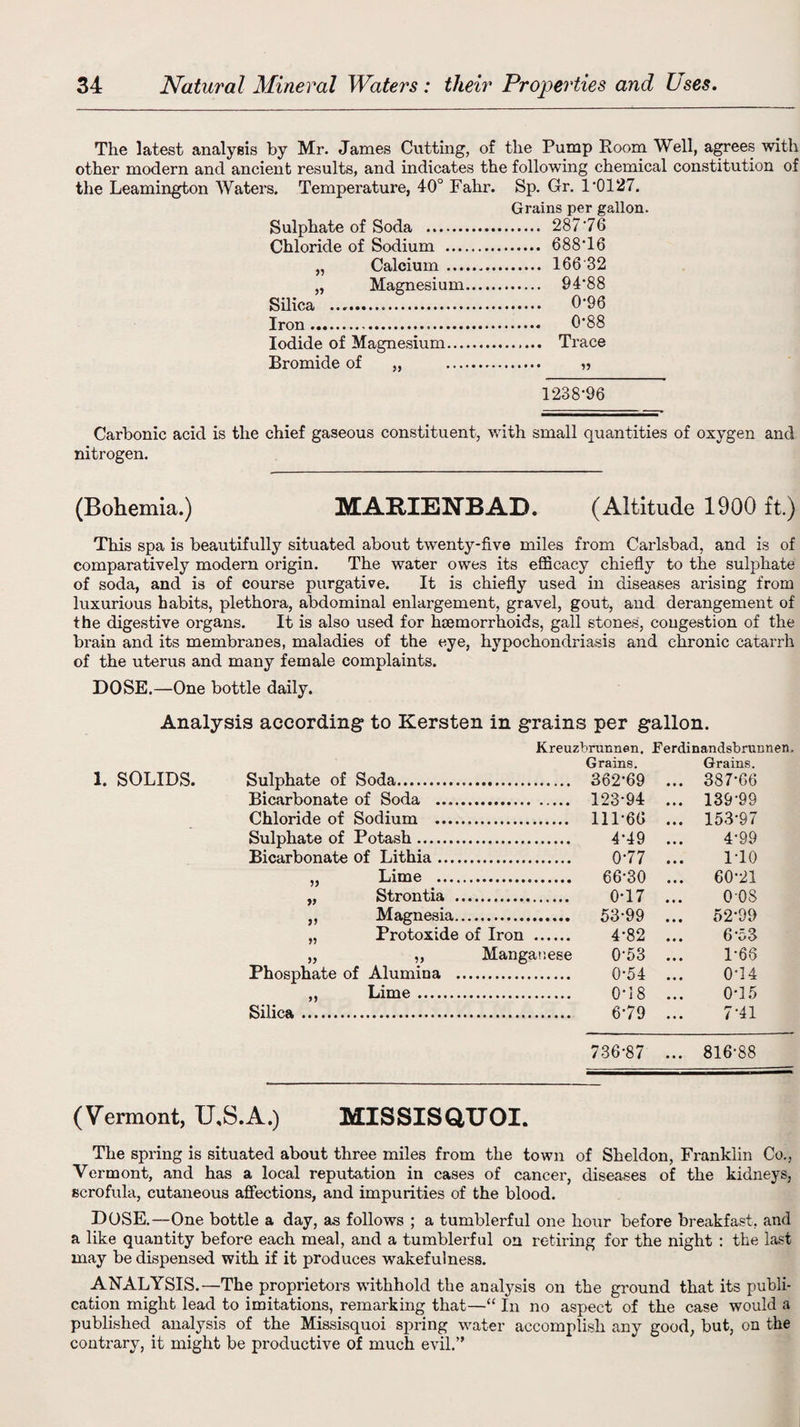 34 Natural Mineral Waters: their Properties and Uses.
The latest analysis by Mr. James Cutting, of the Pump Room Well, agrees with
other modern and ancient results, and indicates the following chemical constitution of
the Leamington Waters. Temperature, 40° Fahr. Sp. Gr. 1·0127.
Grains per gallon.
Sulphate of Soda .................. 287·76
Chloride of Sodium ............... 688·16
„ Calcium ............... 166·32
„ Magnesium............ 94·88
Silica .................................... 0·96
Iron ....................................... 0·88
Iodide of Magnesium............... Trace
Bromide of „ ............... „
1238·96
Carbonic acid is the chief gaseous constituent, with small quantities of oxygen and
nitrogen.
(Bohemia.) MARIENBAD. (Altitude 1900 ft.)
This spa is beautifully situated about twenty-five miles from Carlsbad, and is of
comparatively modern origin. The water owes its efficacy chiefly to the sulphate
of soda, and is of course purgative. It is chiefly used in diseases arising from
luxurious habits, plethora, abdominal enlargement, gravel, gout, and derangement of
the digestive organs. It is also used for hæmorrhoids, gall stones, congestion of the
brain and its membranes, maladies of the eye, hypochondriasis and chronic catarrh
of the uterus and many female complaints.
DOSE.—One bottle daily.
Analysis according to Kersten in grains per gallon.
Kreuzbrunnen. Ferdinandsbrunnen.
Grains. Grains.
1. SOLIDS. Sulphate of Soda.............................. 362·69 ... 387·66
Bicarbonate of Soda ........................ 123·94 ... 139·99
Chloride of Sodium ........................ 111·66 ... 153·97
Sulphate of Potash ........................... 4·49 ... 4·99
Bicarbonate of Lithia ........................ 0·77 ... 1·10
„ Lime ........................ 66·30 ... 60·21
„ Strontia ..................... 0·17 ... 0·08
„ Magnesia..................... 53·99 ... 52·99
„ Protoxide of Iron ...... 4·82 ... 6·53
„ „ Manganese 0·53 ... 1·66
Phosphate of Alumina ..................... 0·54 ... 0·14
„ Lime ........................... 0·18 ... 0·15
Silica ................................................ 6·79 ... 7·41
736·87 ... 816·88
(Vermont, U.S.A.) MISSISQUOI.
The spring is situated about three miles from the town of Sheldon, Franklin Co.,
Vermont, and has a local reputation in cases of cancer, diseases of the kidneys,
scrofula, cutaneous affections, and impurities of the blood.
DOSE.—One bottle a day, as follows ; a tumblerful one hour before breakfast, and
a like quantity before each meal, and a tumblerful on retiring for the night : the last
may be dispensed with if it produces wakefulness.
ANALYSIS.—The proprietors withhold the analysis on the ground that its publi-
cation might lead to imitations, remarking that—“ In no aspect of the case would a
published analysis of the Missisquoi spring water accomplish any good, but, on the
contrary, it might be productive of much evil.”